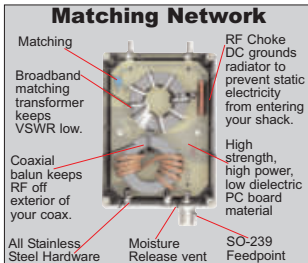 Matching Network
Matching
Broadband
matching
transformer
keeps
VSWR low.
Coaxial
balun keeps
RF off
exterior of
your coax.
All Stainless
Steel Hardware
Moisture
Release vent
RF Choke
DC grounds
radiator to
prevent static
electricity
from entering
your shack.
High
strength,
high power,
low dielectric
PC board
material
SO-239
Feedpoint